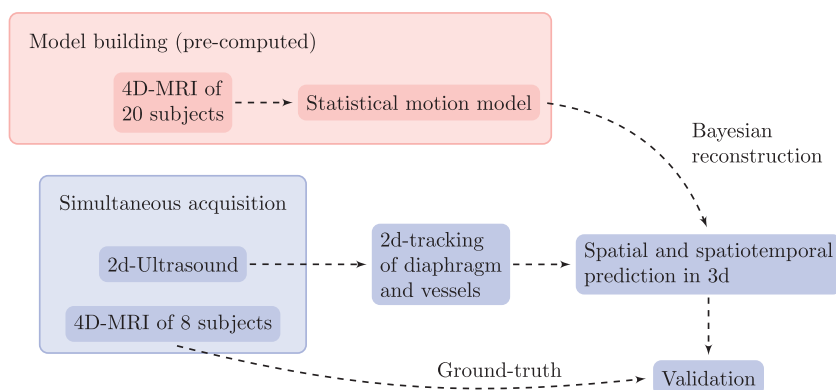 Model building (pre-computed)
4D-MRI of
20 subjects
Statistical motion model
Bayesian
reconstruction
Simultaneous acquisition
2d-Ultrasound
4D-MRI of 8 subjects
2d-tracking
of diaphragm
and vessels
Spatial and spatiotemporal
prediction in 3d
Ground-truth
Validation